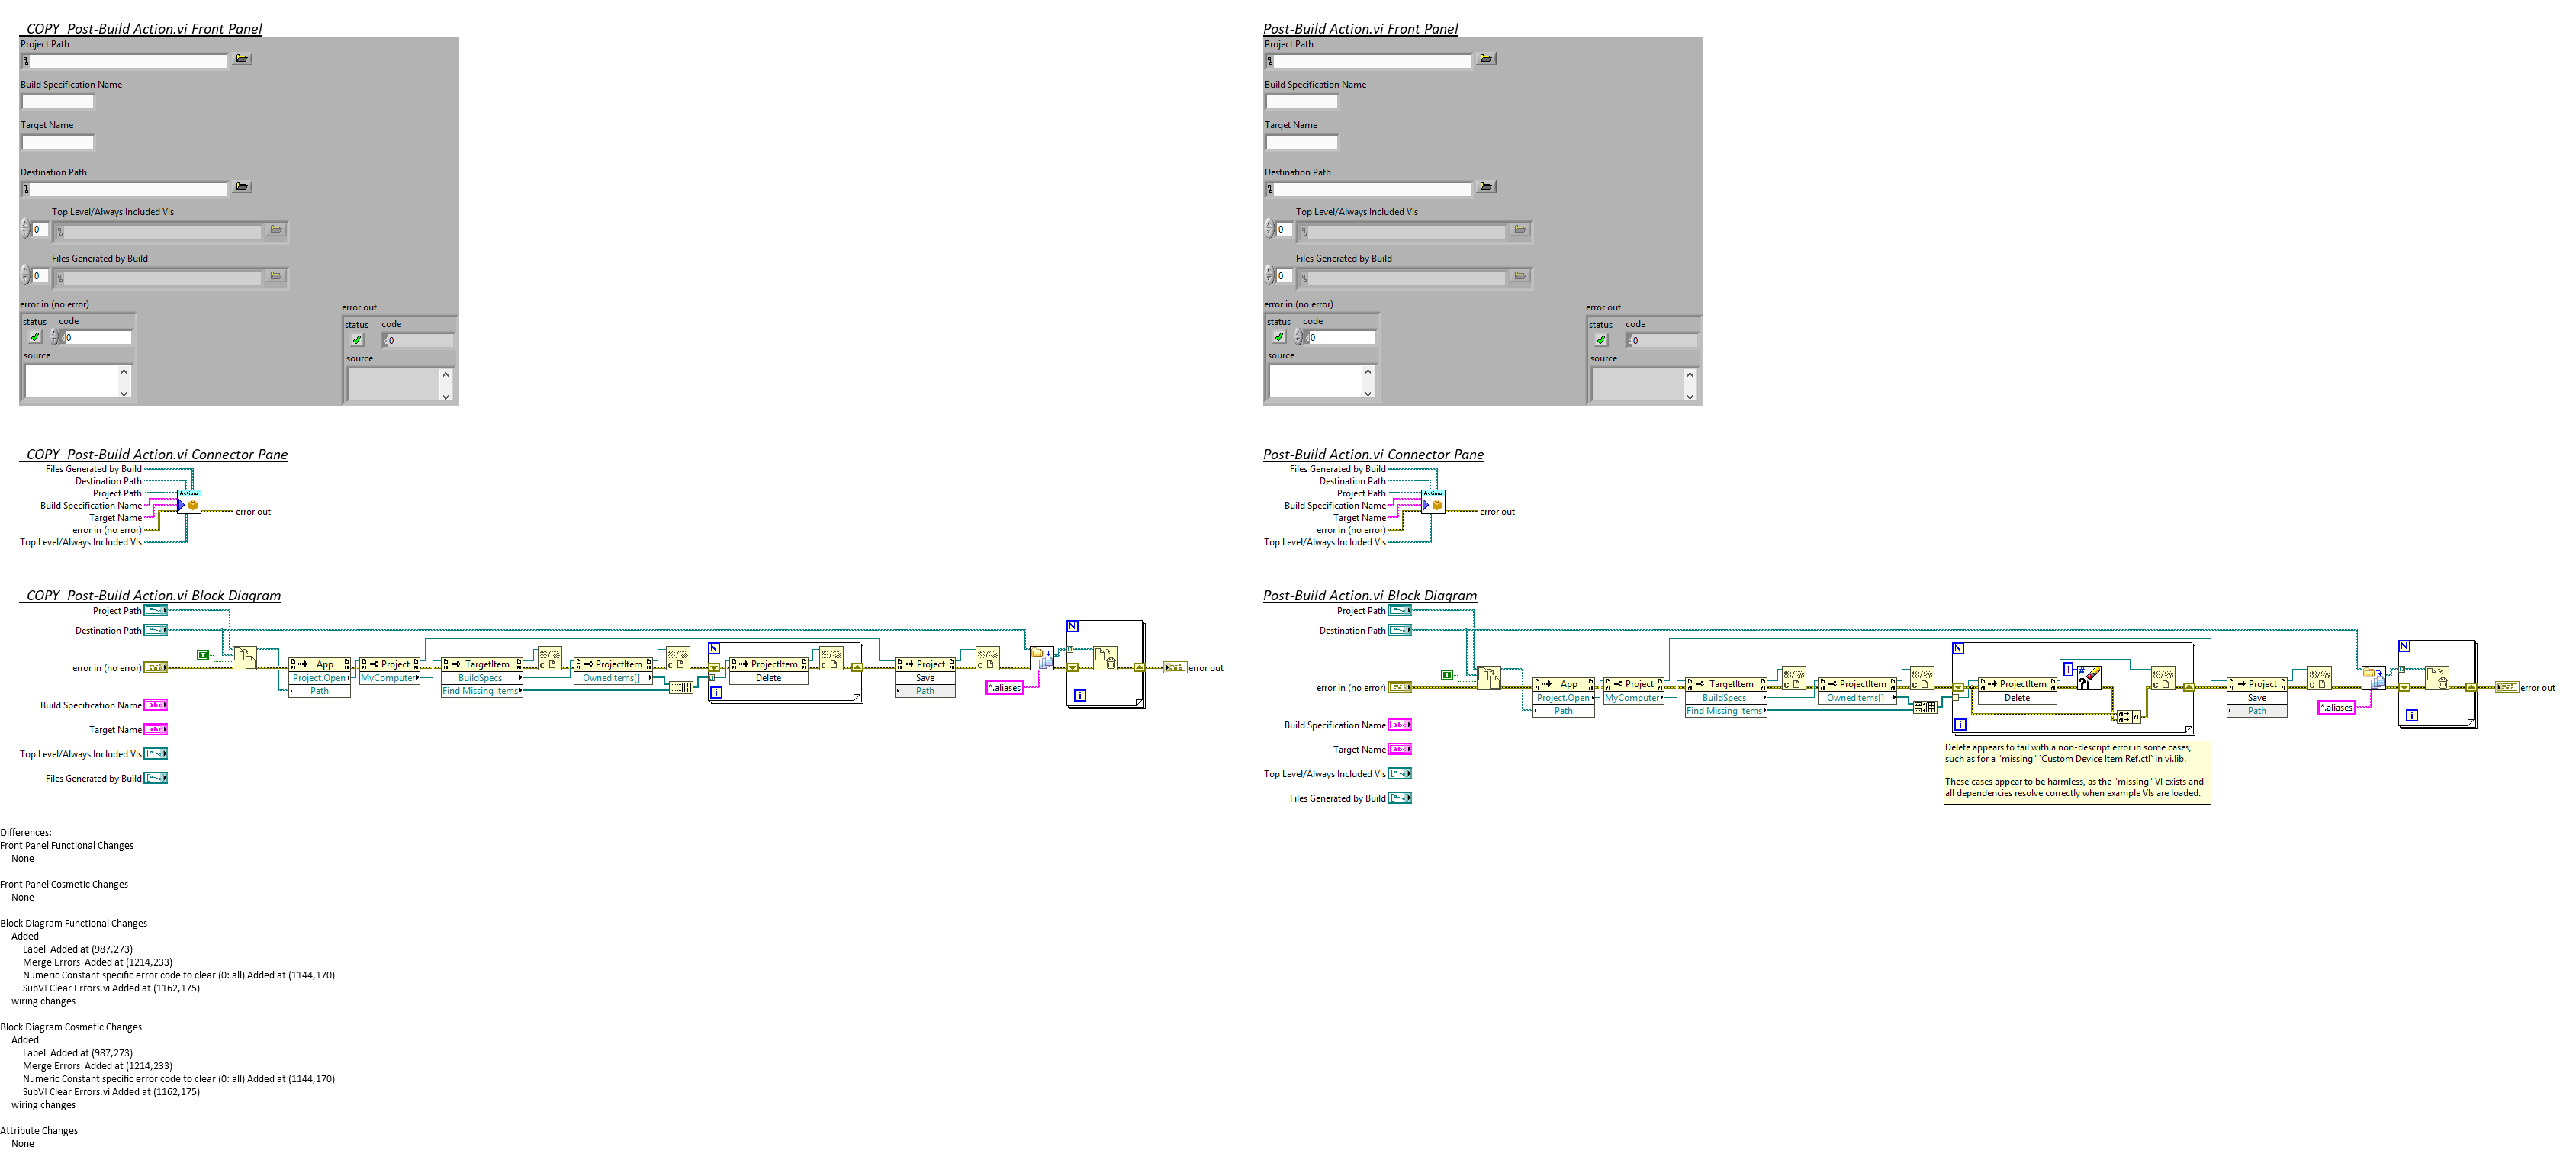 _COPY_Post-Build Action.vi Front Panel
Project Path
Build Specification Name
Target Name
Destination Path
Top Level/Always Included VIs
0
Files Generated by Build
0
error in (no error)
status code
0
source
error out
status code
0
source
_COPY_Post-Build Action.vi Connector Pane
Files Generated by Build
Destination Path
Project Path
Build Specification Name
Target Name
error in (no error)
Top Level/Always Included VIs
Actions
error out
_COPY_Post-Build Action.vi Block Diagram
Project Path
Destination Path
error in (no error)
Build Specification Name
Target Name
Top Level/Always Included VIs
Files Generated by Build
abc
abc
T
App
Project.Open
Path
Project
MyComputer
TargetItem
BuildSpecs
Find Missing Items
ProjectItem
OwnedItems[]
N
i
ProjectItem
Delete
Project
Save
Path
*.aliases
N
i
error out
Post-Build Action.vi Front Panel
Project Path
Build Specification Name
Target Name
Destination Path
Top Level/Always Included VIs
0
Files Generated by Build
0
error in (no error)
status code
0
source
error out
status code
0
source
Post-Build Action.vi Connector Pane
Files Generated by Build
Destination Path
Project Path
Build Specification Name
Target Name
error in (no error)
Top Level/Always Included VIs
Actions
error out
Post-Build Action.vi Block Diagram
Project Path
Destination Path
error in (no error)
Build Specification Name
Target Name
Top Level/Always Included VIs
Files Generated by Build
abc
abc
T
App
Project.Open
Path
Project
MyComputer
TargetItem
BuildSpecs
Find Missing Items
ProjectItem
OwnedItems[]
N
i
ProjectItem
Delete
1
#
?!
Project
Save
Path
*.aliases
N
i
error out
Delete appears to fail with a non-descript error in some cases,
such as for a "missing" `Custom Device Item Ref.ctl` in vi.lib.
These cases appear to be harmless, as the "missing" VI exists and
all dependencies resolve correctly when example VIs are loaded.
Differences:
Front Panel Functional Changes
None
Front Panel Cosmetic Changes
None
Block Diagram Functional Changes
Added
Label  Added at (987,273)
Merge Errors  Added at (1214,233)
Numeric Constant specific error code to clear (0: all) Added at (1144,170)
SubVI Clear Errors.vi Added at (1162,175)
wiring changes
Block Diagram Cosmetic Changes
Added
Label  Added at (987,273)
Merge Errors  Added at (1214,233)
Numeric Constant specific error code to clear (0: all) Added at (1144,170)
SubVI Clear Errors.vi Added at (1162,175)
wiring changes
Attribute Changes
None